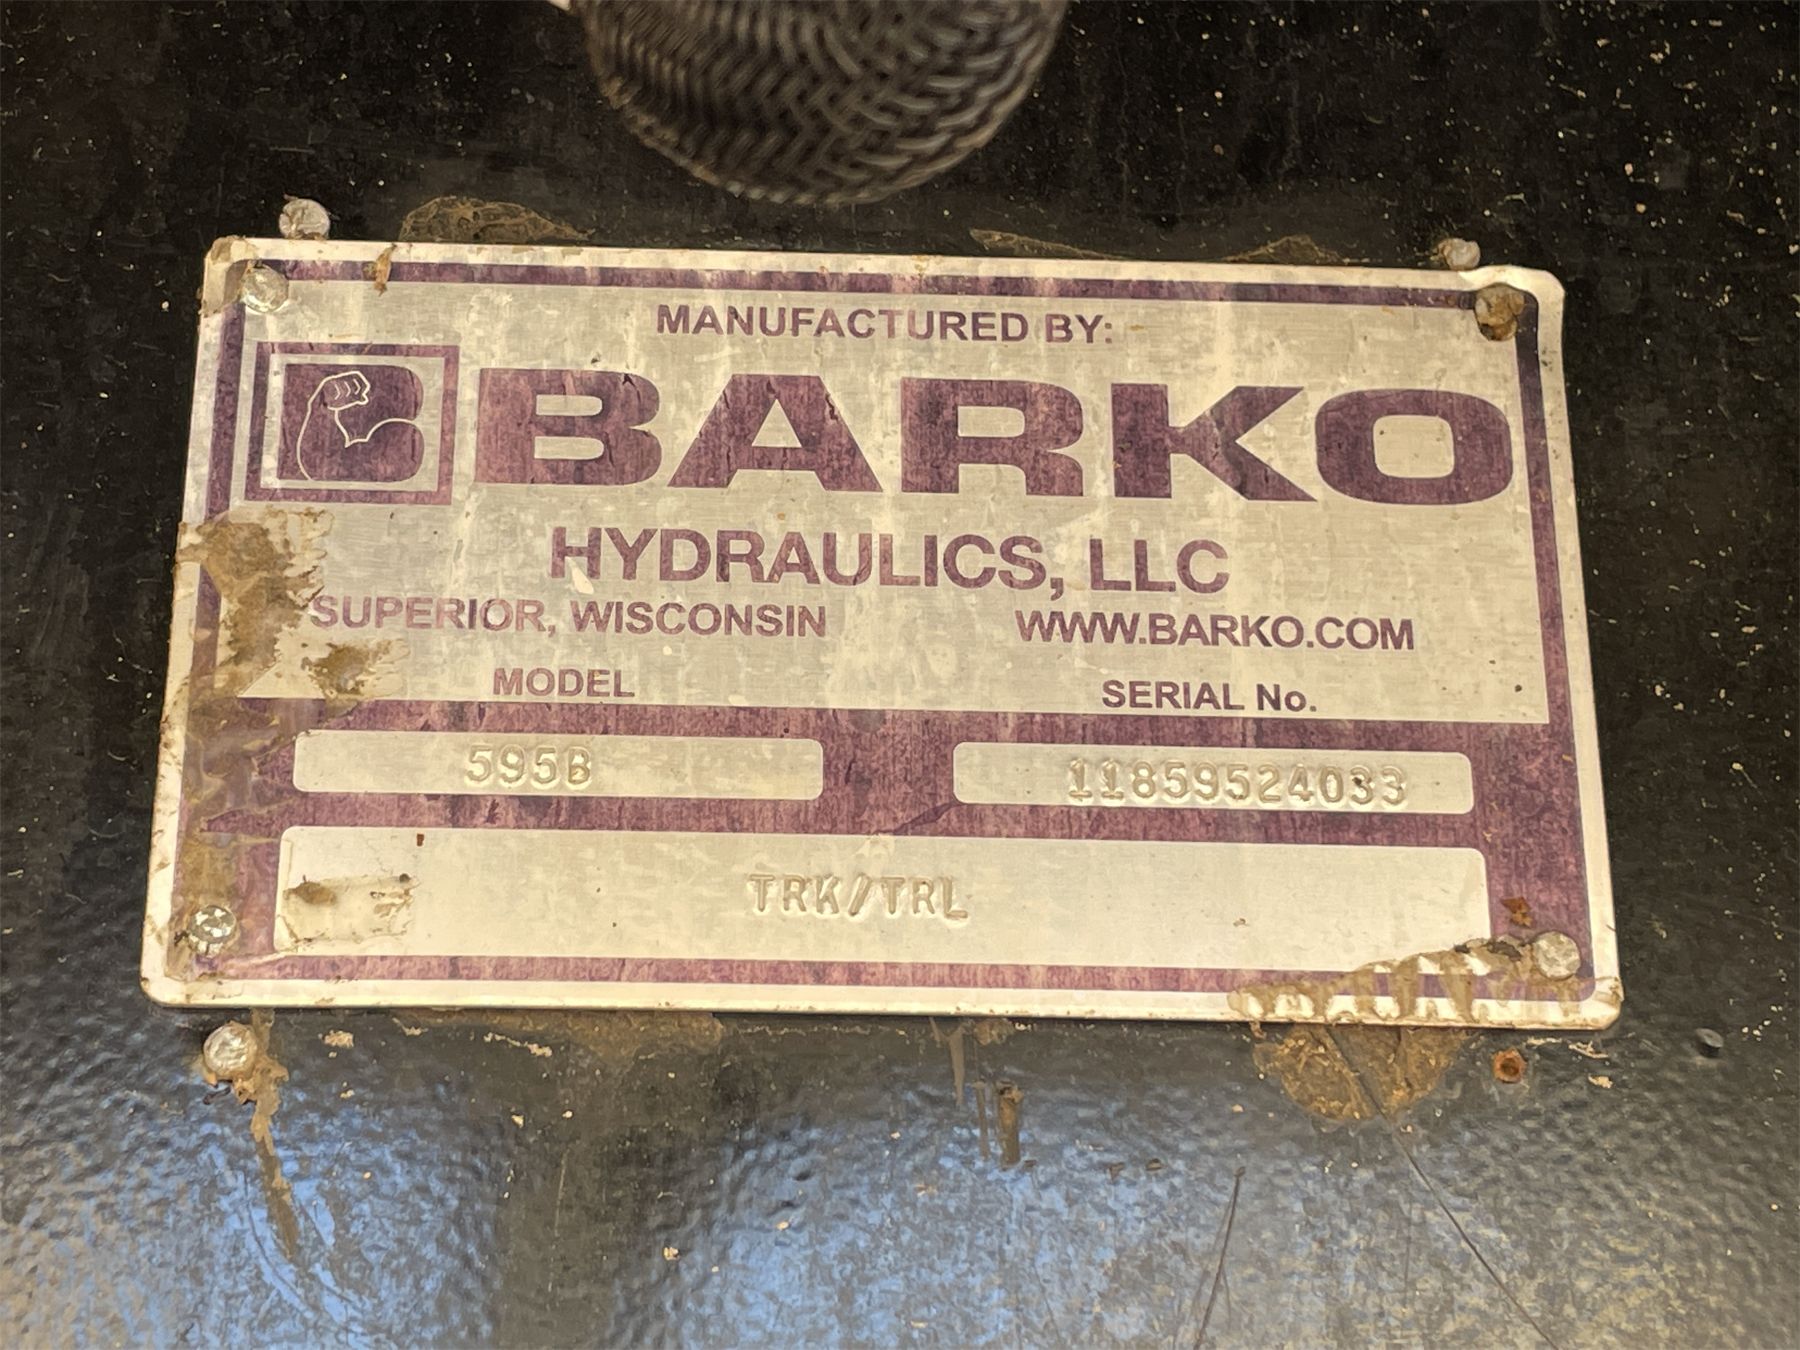 MANUFACTURED BY:
B BARKO
HYDRAULICS, LLC
SUPERIOR, WISCONSIN WWW.BARKO.COM
MODEL SERIAL No.
595B 11859524033
TRK/TRL